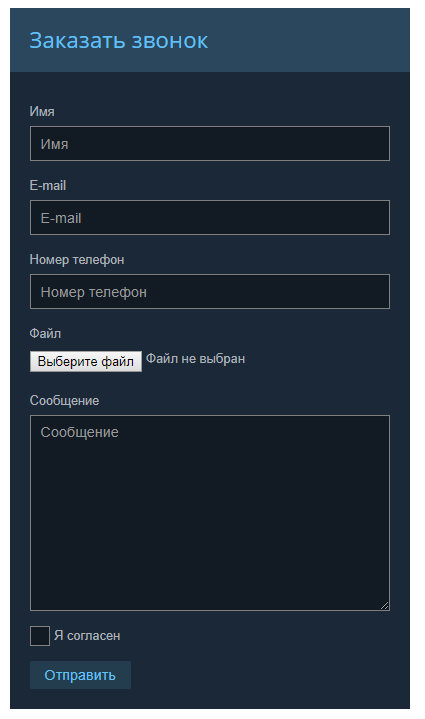 Заказать звонок
Имя
Имя
E-mail
E-mail
Номер телефон
Номер телефон
Файл
Выберите файл Файл не выбран
Сообщение
Сообщение
Я согласен
Отправить